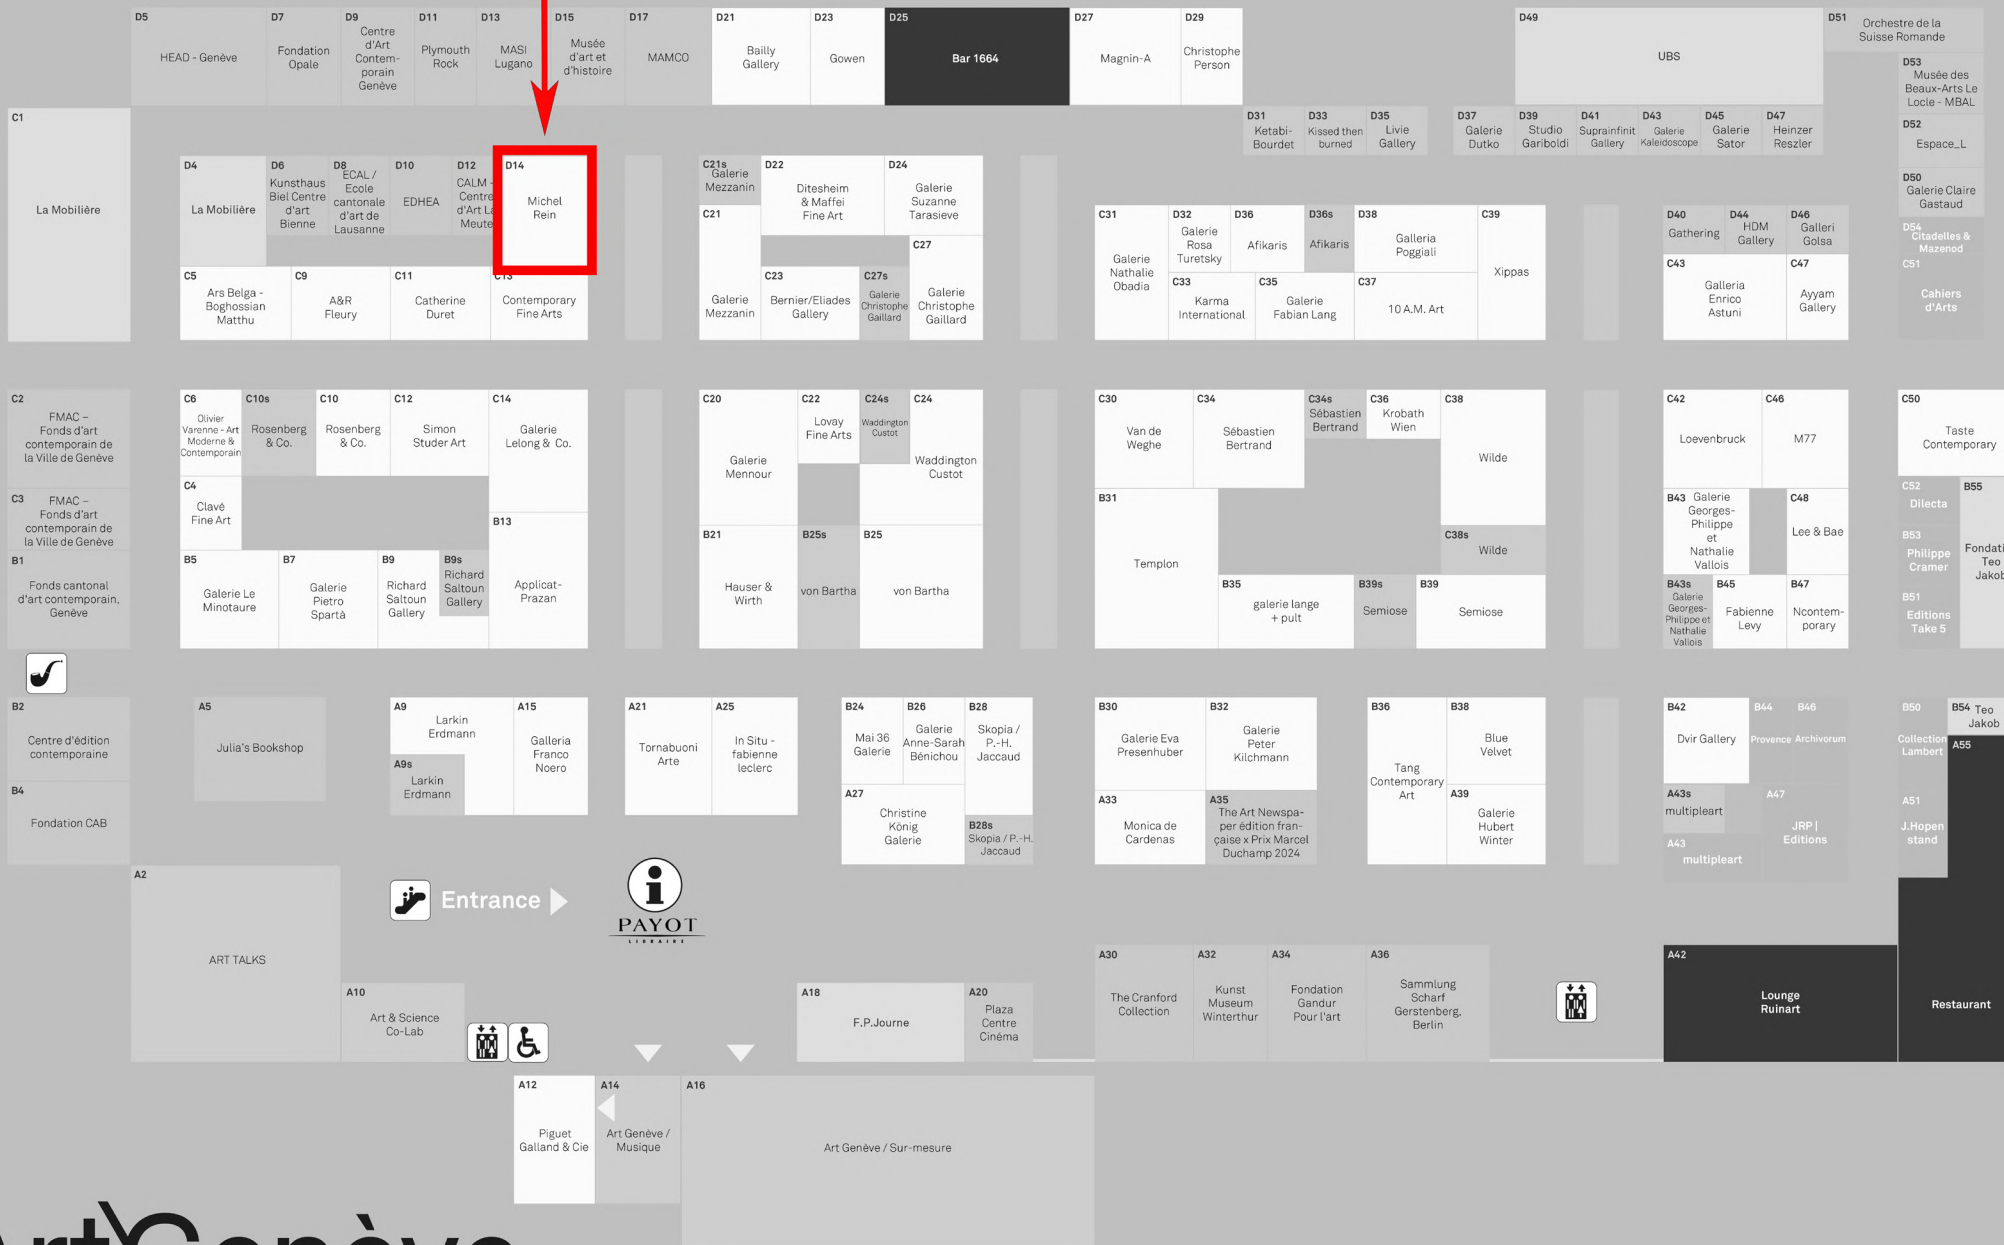 D5
HEAD - Genève
D7
Fondation
Opale
D9
Centre
d'Art
Contem-
porain
Genève
D11
Plymouth
Rock
D13
MASI
Lugano
D15
Musée
d'art et
d'histoire
D17
MAMCO
D21
Bailly
Gallery
D23
Gowen
D25
Bar 1664
D27
Magnin-A
D29
Christophe
Person
D49
UBS
D51
Orchestre de la
Suisse Romande
D53
Musée des
Beaux-Arts Le
Locle - MBAL
D31
Ketabi-
Bourdet
D33
Kissed then
burned
D35
Livie
Gallery
D37
Galerie
Dutko
D39
Studio
Gariboldi
D41
Suprainfinit
Gallery
D43
Galerie
Kaleidoscope
D45
Galerie
Sator
D47
Heinzer
Reszler
D52
Espace_L
D50
Galerie Claire
Gastaud
D54
Citadelles &
Mazenod
C51
Cahiers
d'Arts
C1
La Mobilière
D4
La Mobilière
D6
Kunsthaus
Biel Centre
d'art
Bienne
D8
ECAL /
Ecole
cantonale
d'art de
Lausanne
D10
EDHEA
D12
CALM -
Centre
d'Art La
Meute
D14
Michel
Rein
C5
Ars Belga -
Boghossian
Matthu
C9
A&R
Fleury
C11
Catherine
Duret
C13
Contemporary
Fine Arts
C21s
Galerie
Mezzanin
C21
Galerie
Mezzanin
D22
Ditesheim
& Maffei
Fine Art
D24
Galerie
Suzanne
Tarasieve
C23
Bernier/Eliades
Gallery
C27s
Galerie
Christophe
Gaillard
C27
Galerie
Christophe
Gaillard
C31
Galerie
Nathalie
Obadia
D32
Galerie
Rosa
Turetsky
D36
Afikaris
D36s
Afikaris
D38
Galleria
Poggiali
C39
Xippas
C33
Karma
International
C35
Galerie
Fabian Lang
C37
10 A.M. Art
D40
Gathering
D44
HDM
Gallery
D46
Galleri
Golsa
C43
Galleria
Enrico
Astuni
C47
Ayyam
Gallery
C2
FMAC –
Fonds d'art
contemporain de
la Ville de Genève
C3
FMAC –
Fonds d'art
contemporain de
la Ville de Genève
B1
Fonds cantonal
d'art contemporain,
Genève
C6
Olivier
Varenne - Art
Moderne &
Contemporain
C10s
Rosenberg
& Co.
C10
Rosenberg
& Co.
C12
Simon
Studer Art
C14
Galerie
Lelong & Co.
C4
Clavé
Fine Art
B5
Galerie Le
Minotaure
B7
Galerie
Pietro
Spartà
B9
Richard
Saltoun
Gallery
B9s
Richard
Saltoun
Gallery
B13
Applicat-
Prazan
C20
Galerie
Mennour
C22
Lovay
Fine Arts
C24s
Waddington
Custot
C24
Waddington
Custot
B21
Hauser &
Wirth
B25s
von Bartha
B25
von Bartha
C30
Van de
Weghe
C34
Sébastien
Bertrand
C34s
Sébastien
Bertrand
C36
Krobath
Wien
C38
Wilde
B31
Templon
C38s
Wilde
B35
galerie lange
+ pult
B39s
Semiose
B39
Semiose
C42
Loevenbruck
C46
M77
B43
Galerie
Georges-
Philippe
et
Nathalie
Vallois
C48
Lee & Bae
B43s
Galerie
Georges-
Philippe et
Nathalie
Vallois
B45
Fabienne
Levy
B47
Ncontem-
porary
C50
Taste
Contemporary
C52
Dilecta
B53
Philippe
Cramer
B51
Editions
Take 5
B55
Fondati
Teo
Jakob
B2
Centre d'édition
contemporaine
B4
Fondation CAB
A5
Julia's Bookshop
A9
Larkin
Erdmann
A9s
Larkin
Erdmann
A15
Galleria
Franco
Noero
A21
Tornabuoni
Arte
A25
In Situ -
fabienne
leclerc
B24
Mai 36
Galerie
B26
Galerie
Anne-Sarah
Bénichou
B28
Skopia /
P.-H.
Jaccaud
A27
Christine
König
Galerie
B28s
Skopia / P.-H.
Jaccaud
B30
Galerie Eva
Presenhuber
B32
Galerie
Peter
Kilchmann
A33
Monica de
Cardenas
A35
The Art Newspa-
per édition fran-
çaise x Prix Marcel
Duchamp 2024
B36
Tang
Contemporary
Art
B38
Blue
Velvet
A39
Galerie
Hubert
Winter
B42
Dvir Gallery
B44
Provence
B46
Archivorum
A43s
multipleart
A47
JRP|
Editions
A43
multipleart
B50
Collection
Lambert
B54
Teo
Jakob
A51
J.Hopen
stand
A55
Restaurant
A2
ART TALKS
Entrance
i
PAYOT
LIBRAIRE
A10
Art & Science
Co-Lab
A18
F.P.Journe
A20
Plaza
Centre
Cinéma
A30
The Cranford
Collection
A32
Kunst
Museum
Winterthur
A34
Fondation
Gandur
Pour l'art
A36
Sammlung
Scharf
Gerstenberg,
Berlin
A42
Lounge
Ruinart
A12
Piguet
Galland & Cie
A14
Art Genève /
Musique
A16
Art Genève / Sur-mesure
Art Genève